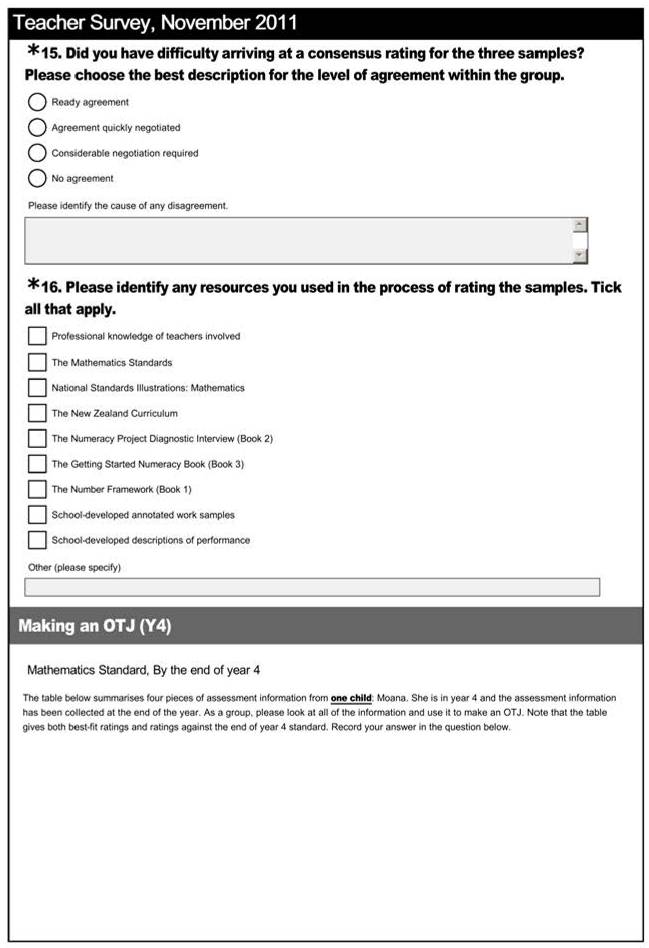 Teacher Survey, November 2011
*15. Did you have difficulty arriving at a consensus rating for the three samples?
Please choose the best description for the level of agreement within the group.
Ready agreement
Agreement quickly negotiated
Considerable negotiation required
No agreement
Please identify the cause of any disagreement.
*16. Please identify any resources you used in the process of rating the samples. Tick
all that apply.
Professional knowledge of teachers involved
The Mathematics Standards
National Standards Illustrations: Mathematics
The New Zealand Curriculum
The Numeracy Project Diagnostic Interview (Book 2)
The Getting Started Numeracy Book (Book 3)
The Number Framework (Book 1)
School-developed annotated work samples
School-developed descriptions of performance
Other (please specify)
Making an OTJ (Y4)
Mathematics Standard, By the end of year 4
The table below summarises four pieces of assessment information from one child: Moana. She is in year 4 and the assessment information
has been collected at the end of the year. As a group, please look at all of the information and use it to make an OTJ. Note that the table
gives both best-fit ratings and ratings against the end of year 4 standard. Record your answer in the question below.